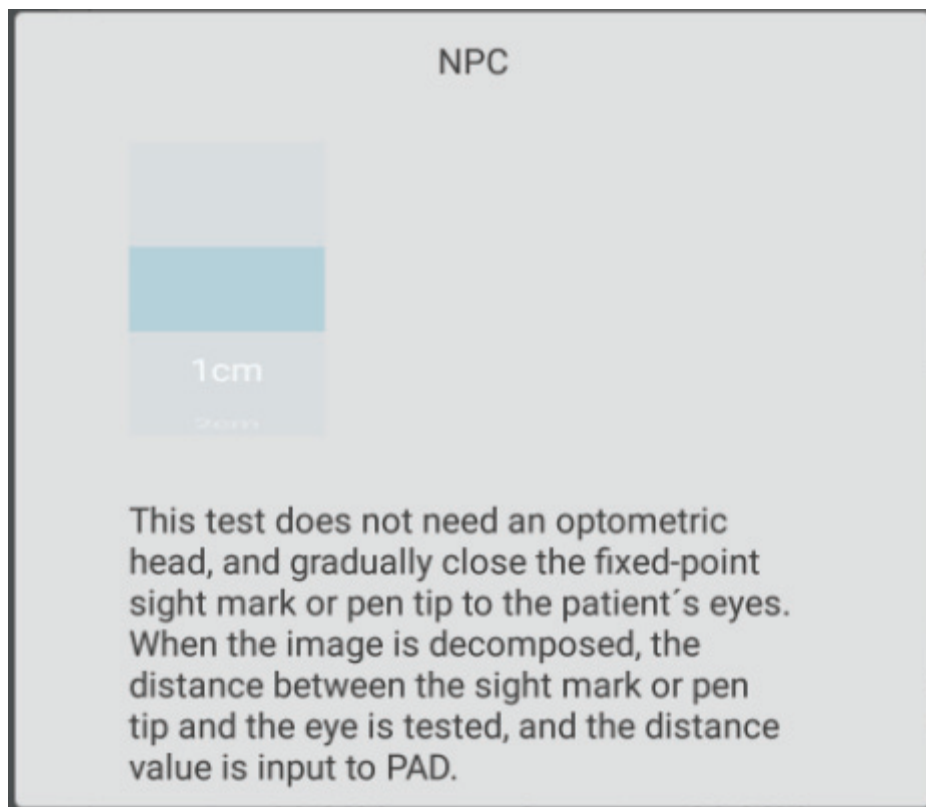 NPC
1cm
This test does not need an optometric
head, and gradually close the fixed-point
sight mark or pen tip to the patient´s eyes.
When the image is decomposed, the
distance between the sight mark or pen
tip and the eye is tested, and the distance
value is input to PAD.